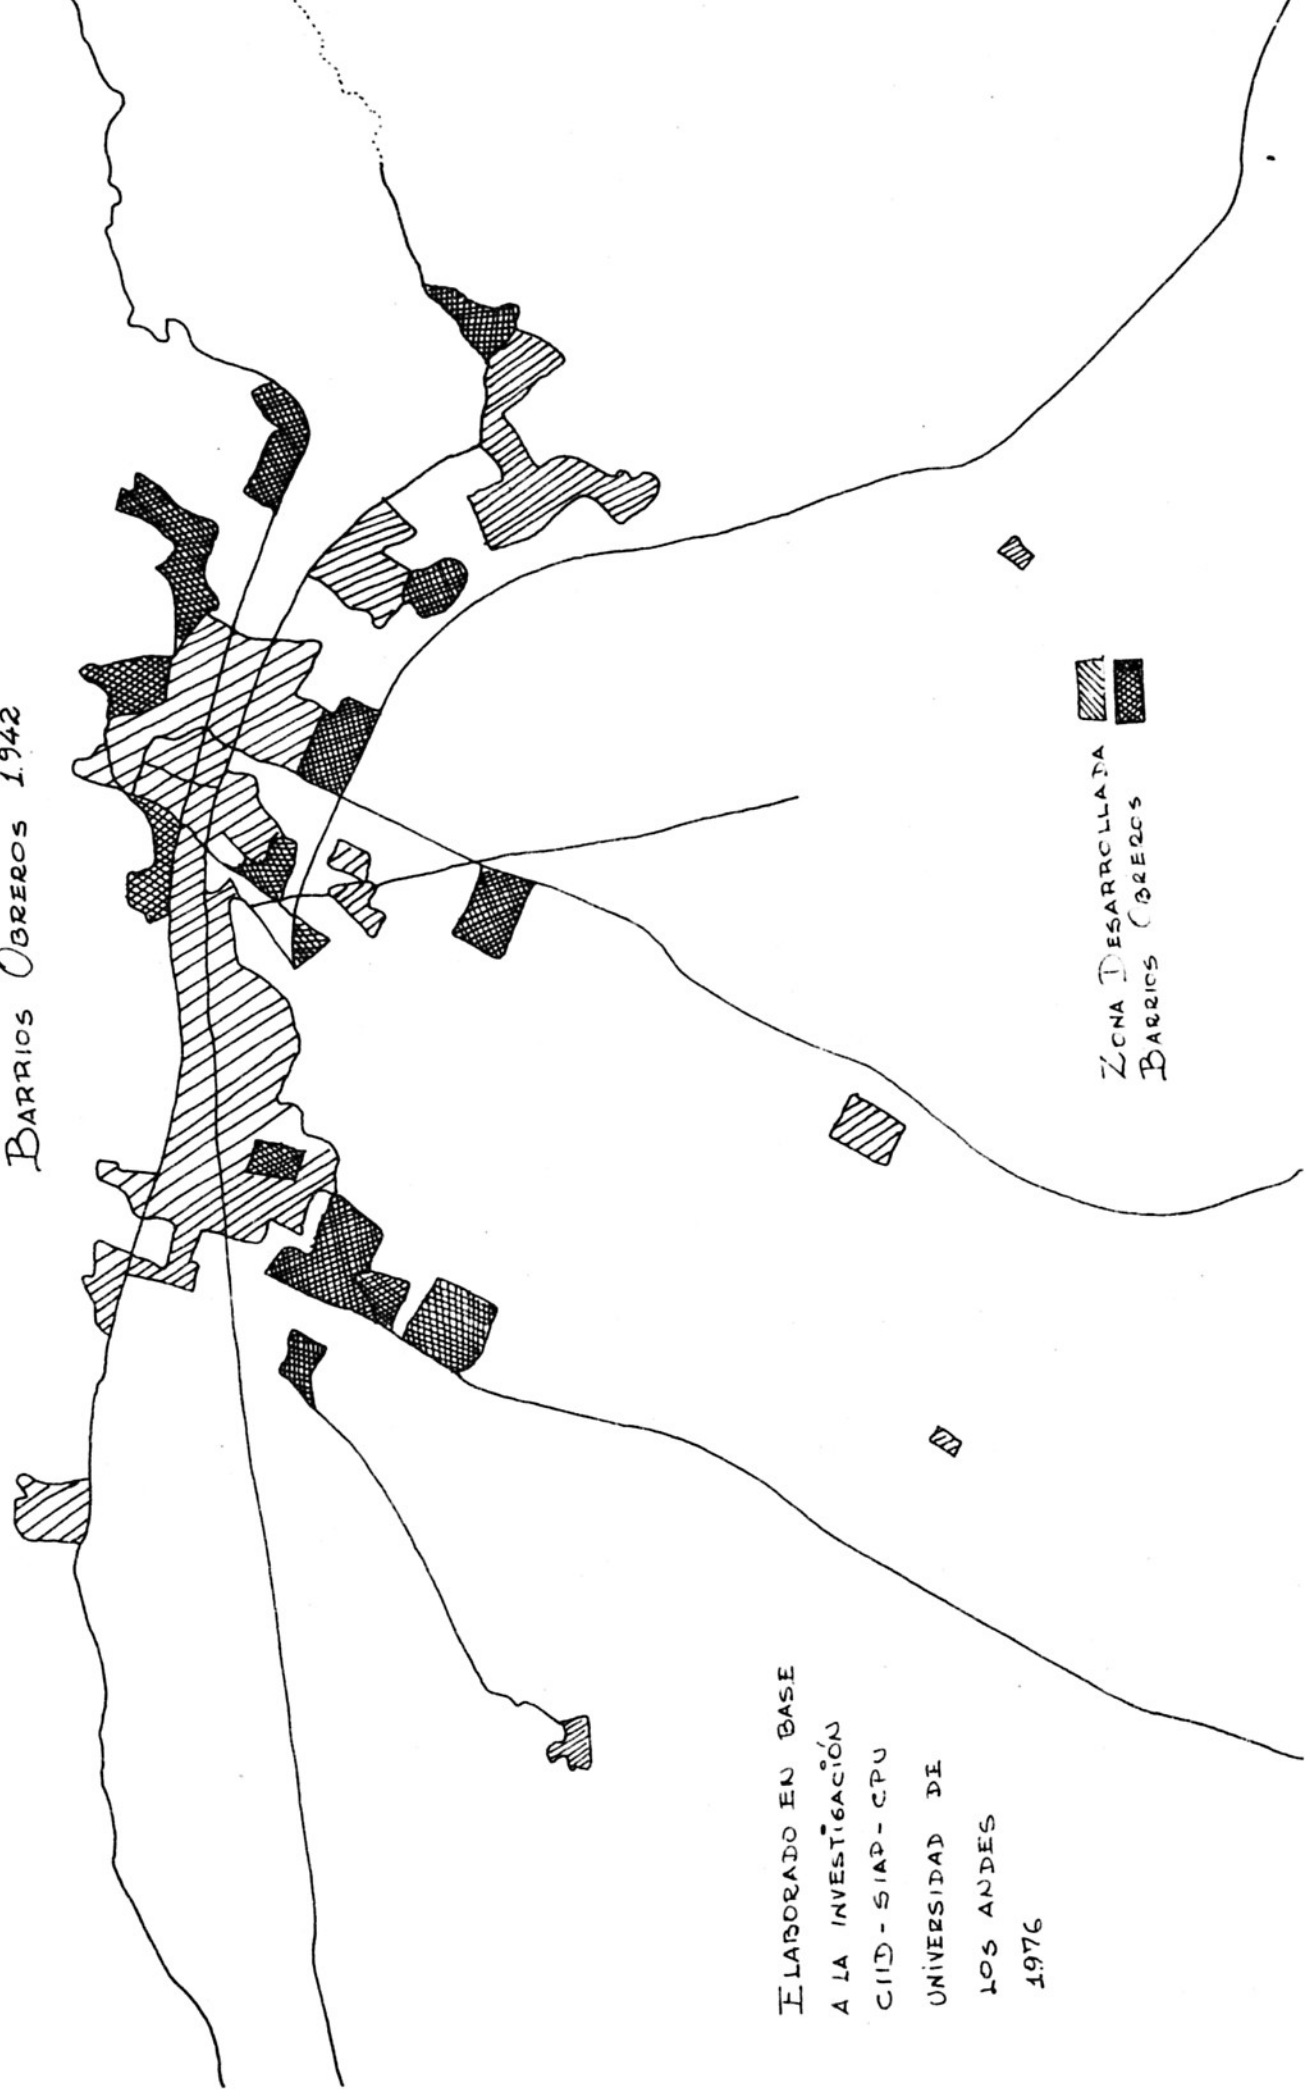 BARRIOS OBREROS 1942
ZONA DESARROLLADA
BARRIOS OBREROS
ELABORADO EN BASE
A LA INVESTIGACIÓN
CIID - SIAP - CPU
UNIVERSIDAD DE
LOS ANDES
1976